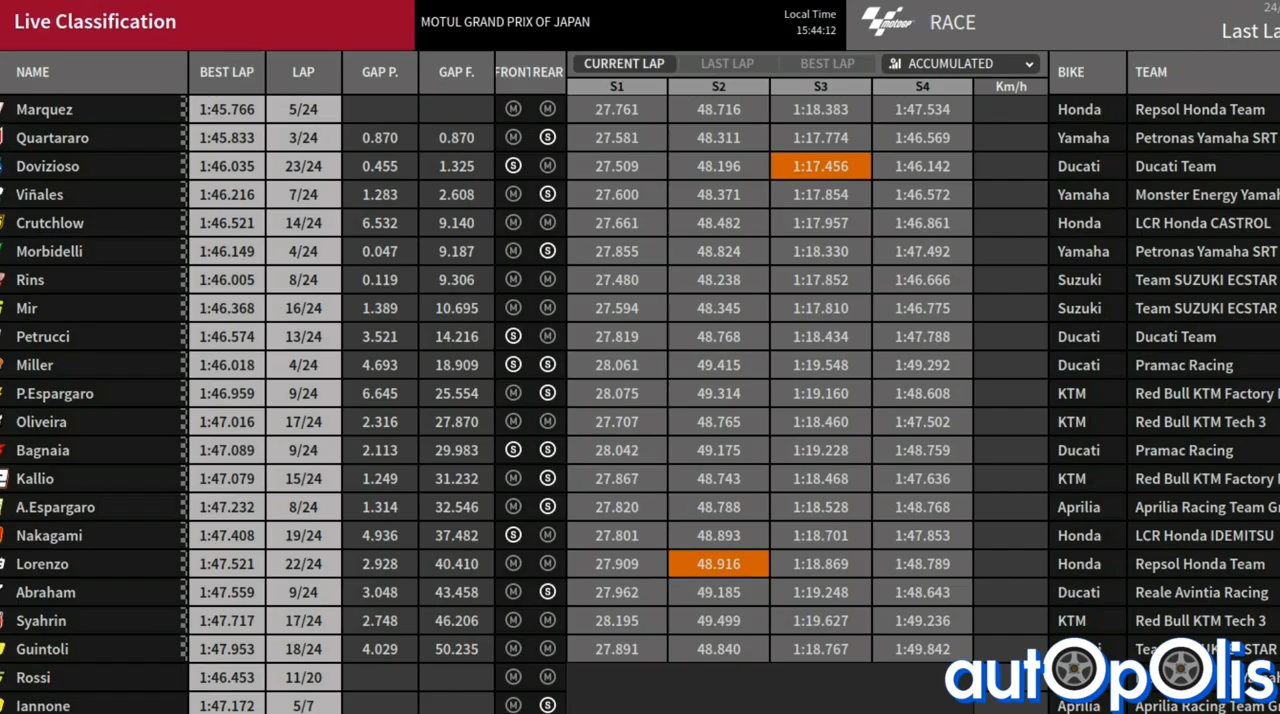 Live Classification
MOTUL GRAND PRIX OF JAPAN
Local Time
15:44:12
motoGP
RACE
24/
Last La
NAME BEST LAP LAP GAP P. GAP F. FRONT REAR CURRENT LAP LAST LAP BEST LAP ACCUMULATED BIKE TEAM
S1 S2 S3 S4 Km/h
Marquez 1:45.766 5/24 M M 27.761 48.716 1:18.383 1:47.534 Honda Repsol Honda Team
Quartararo 1:45.833 3/24 0.870 0.870 M S 27.581 48.311 1:17.774 1:46.569 Yamaha Petronas Yamaha SRT
Dovizioso 1:46.035 23/24 0.455 1.325 S M 27.509 48.196 1:17.456 1:46.142 Ducati Ducati Team
Viñales 1:46.216 7/24 1.283 2.608 M S 27.600 48.371 1:17.854 1:46.572 Yamaha Monster Energy Yamah
Crutchlow 1:46.521 14/24 6.532 9.140 M M 27.661 48.482 1:17.957 1:46.861 Honda LCR Honda CASTROL
Morbidelli 1:46.149 4/24 0.047 9.187 M S 27.855 48.824 1:18.330 1:47.492 Yamaha Petronas Yamaha SRT
Rins 1:46.005 8/24 0.119 9.306 M M 27.480 48.238 1:17.852 1:46.666 Suzuki Team SUZUKI ECSTAR
Mir 1:46.368 16/24 1.389 10.695 M M 27.594 48.345 1:17.810 1:46.775 Suzuki Team SUZUKI ECSTAR
Petrucci 1:46.574 13/24 3.521 14.216 S M 27.819 48.768 1:18.434 1:47.788 Ducati Ducati Team
Miller 1:46.018 4/24 4.693 18.909 S S 28.061 49.415 1:19.548 1:49.292 Ducati Pramac Racing
P.Espargaro 1:46.959 9/24 6.645 25.554 M S 28.075 49.314 1:19.160 1:48.608 KTM Red Bull KTM Factory
Oliveira 1:47.016 17/24 2.316 27.870 M M 27.707 48.765 1:18.460 1:47.502 KTM Red Bull KTM Tech 3
Bagnaia 1:47.089 9/24 2.113 29.983 S S 28.042 49.175 1:19.228 1:48.759 Ducati Pramac Racing
Kallio 1:47.079 15/24 1.249 31.232 M S 27.867 48.743 1:18.468 1:47.636 KTM Red Bull KTM Factory
A.Espargaro 1:47.232 8/24 1.314 32.546 M S 27.820 48.788 1:18.528 1:48.768 Aprilia Aprilia Racing Team Gr
Nakagami 1:47.408 19/24 4.936 37.482 S M 27.801 48.893 1:18.701 1:47.853 Honda LCR Honda IDEMITSU
Lorenzo 1:47.521 22/24 2.928 40.410 M M 27.909 48.916 1:18.869 1:48.789 Honda Repsol Honda Team
Abraham 1:47.559 9/24 3.048 43.458 M S 27.962 49.185 1:19.248 1:48.643 Ducati Reale Avintia Racing
Syahrin 1:47.717 17/24 2.748 46.206 M M 28.195 49.499 1:19.627 1:49.236 KTM Red Bull KTM Tech 3
Guintoli 1:47.953 18/24 4.029 50.235 M M 27.891 48.840 1:18.767 1:49.842 STAR
Rossi 1:46.453 11/20 M M
Iannone 1:47.172 5/7 M S Aprilia Aprilia Racing Team Gr
autOpOlis